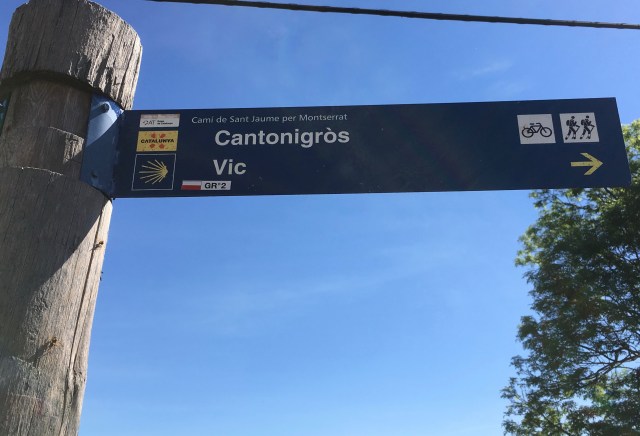 Camí de Sant Jaume per Montserrat
CATALUNYA
Cantonigròs
Vic
GR*2